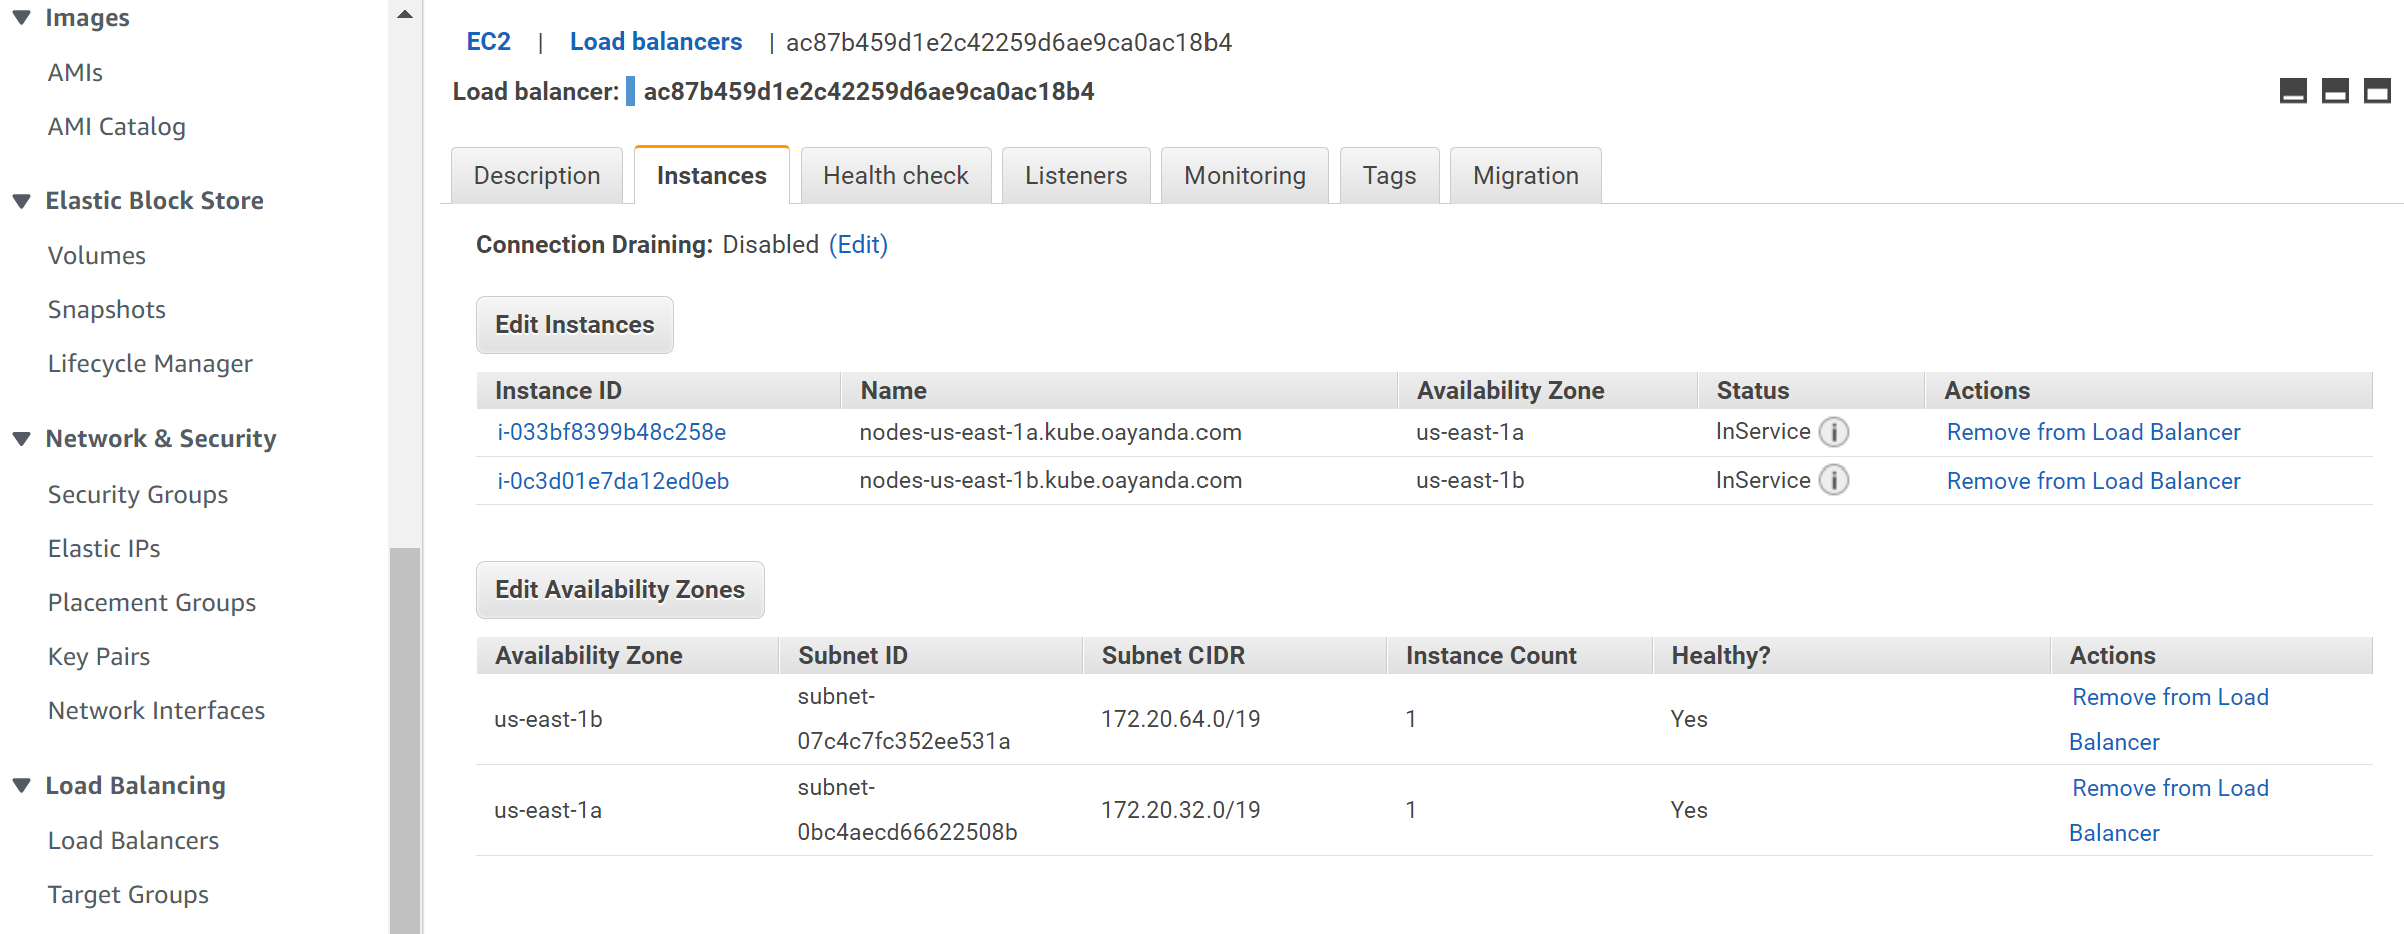 Images
AMIs
AMI Catalog
Elastic Block Store
Volumes
Snapshots
Lifecycle Manager
Network & Security
Security Groups
Elastic IPs
Placement Groups
Key Pairs
Network Interfaces
Load Balancing
Load Balancers
Target Groups
EC2 | Load balancers | ac87b459d1e2c42259d6ae9ca0ac18b4
Load balancer: ac87b459d1e2c42259d6ae9ca0ac18b4
Description Instances Health check Listeners Monitoring Tags Migration
Connection Draining: Disabled (Edit)
Edit Instances
Instance ID Name Availability Zone Status Actions
i-033bf8399b48c258e nodes-us-east-1a.kube.oayanda.com us-east-1a InService Remove from Load Balancer
i-0c3d01e7da12ed0eb nodes-us-east-1b.kube.oayanda.com us-east-1b InService Remove from Load Balancer
Edit Availability Zones
Availability Zone Subnet ID Subnet CIDR Instance Count Healthy? Actions
us-east-1b subnet-07c4c7fc352ee531a 172.20.64.0/19 1 Yes Remove from Load Balancer
us-east-1a subnet-0bc4aecd66622508b 172.20.32.0/19 1 Yes Remove from Load Balancer